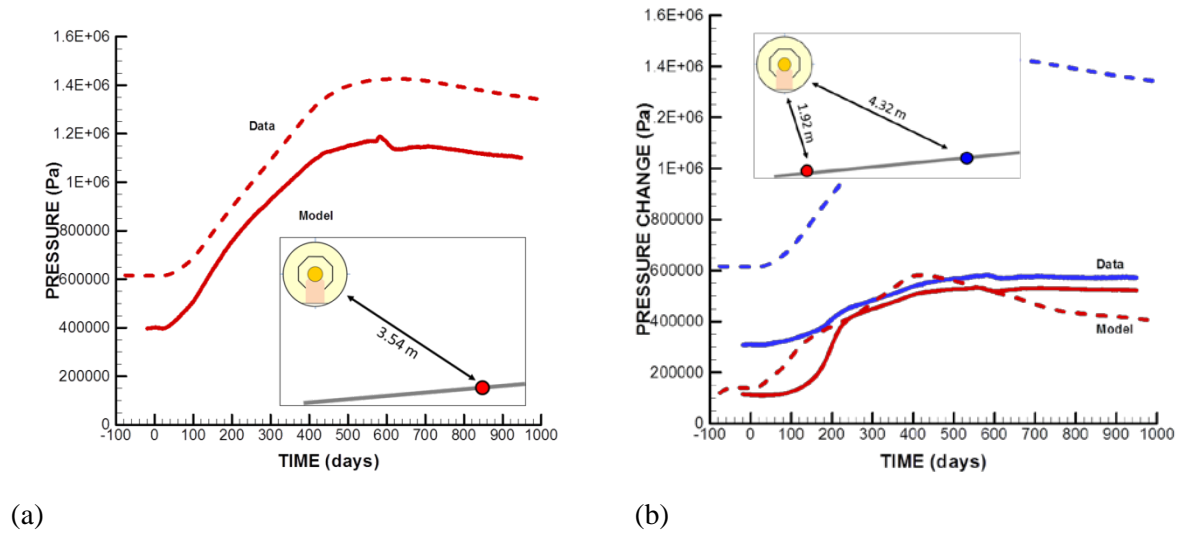 1.6E+06
1.4E+06
1.2E+06
1E+06
800000
600000
400000
200000
0
PRESSURE (Pa)
Data
Model
3.54 m
-100 0 100 200 300 400 500 600 700 800 900 1000
TIME (days)
(a)
1.6E+06
1.4E+06
1.2E+06
1E+06
800000
600000
400000
200000
0
PRESSURE CHANGE (Pa)
1.92 m
4.32 m
Data
Model
-100 0 100 200 300 400 500 600 700 800 900 1000
TIME (days)
(b)